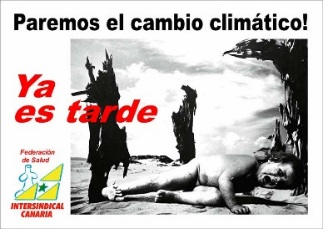 Paremos el cambio climático!
Ya
es tarde
Federación
de Salud
INTERSINDICAL
CANARIA